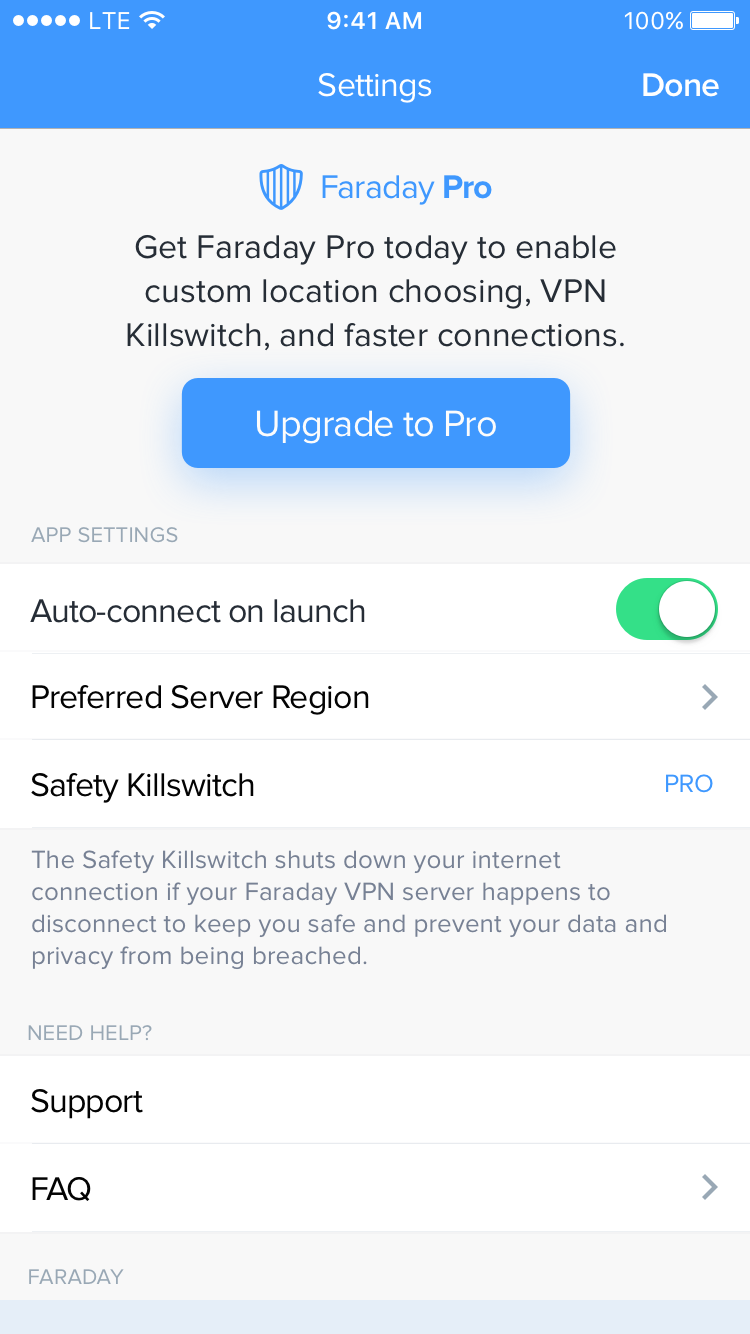 LTE 9:41 AM 100%
Settings Done
Faraday Pro
Get Faraday Pro today to enable
custom location choosing, VPN
Killswitch, and faster connections.
Upgrade to Pro
APP SETTINGS
Auto-connect on launch
Preferred Server Region
Safety Killswitch PRO
The Safety Killswitch shuts down your internet
connection if your Faraday VPN server happens to
disconnect to keep you safe and prevent your data and
privacy from being breached.
NEED HELP?
Support
FAQ
FARADAY